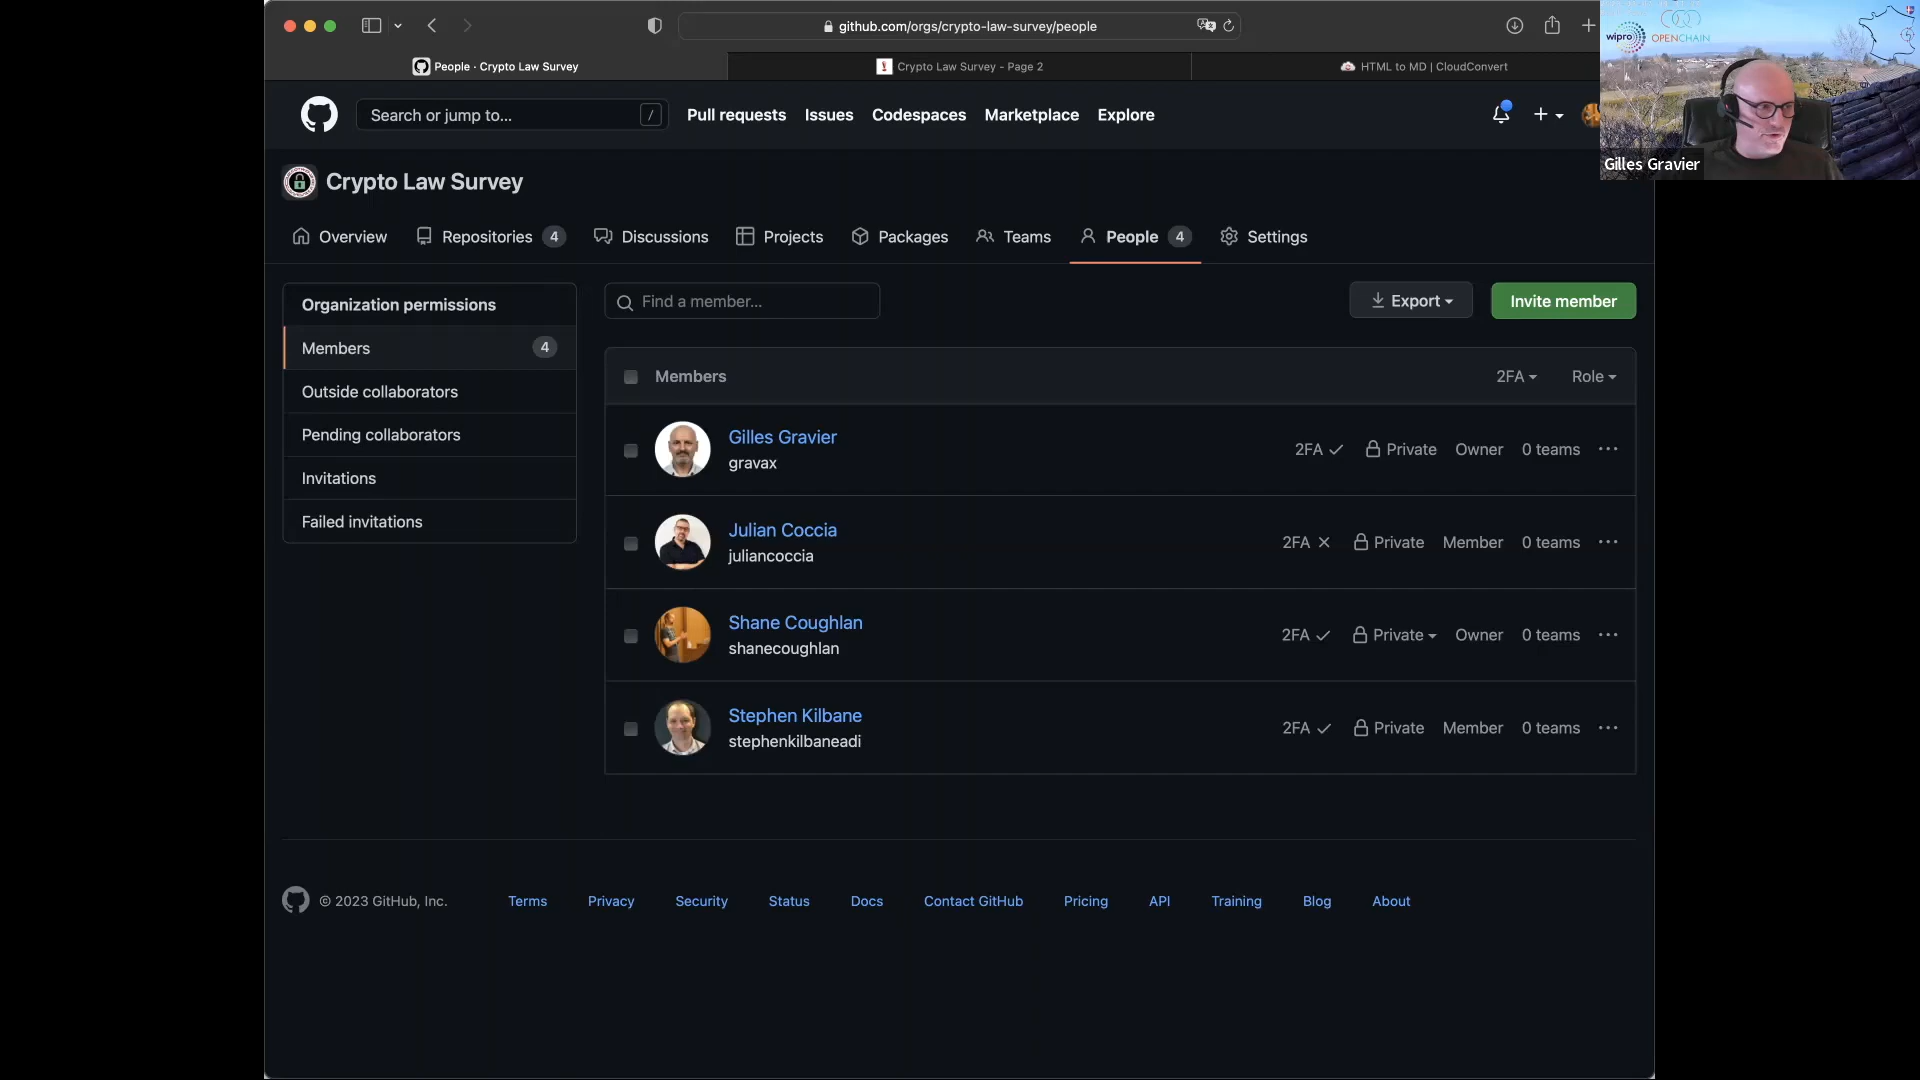 github.com/orgs/crypto-law-survey/people
People · Crypto Law Survey
Crypto Law Survey - Page 2
HTML to MD | CloudConvert
wipro
OPENCHAIN
Gilles Gravier
Search or jump to...
/
Pull requests
Issues
Codespaces
Marketplace
Explore
Crypto Law Survey
Overview
Repositories 4
Discussions
Projects
Packages
Teams
People 4
Settings
Organization permissions
Members 4
Outside collaborators
Pending collaborators
Invitations
Failed invitations
Find a member...
Export
Invite member
Members
2FA
Role
Gilles Gravier
gravax
2FA
Private
Owner
0 teams
Julian Coccia
juliancoccia
2FA
Private
Member
0 teams
Shane Coughlan
shanecoughlan
2FA
Private
Owner
0 teams
Stephen Kilbane
stephenkilbaneadi
2FA
Private
Member
0 teams
© 2023 GitHub, Inc.
Terms
Privacy
Security
Status
Docs
Contact GitHub
Pricing
API
Training
Blog
About